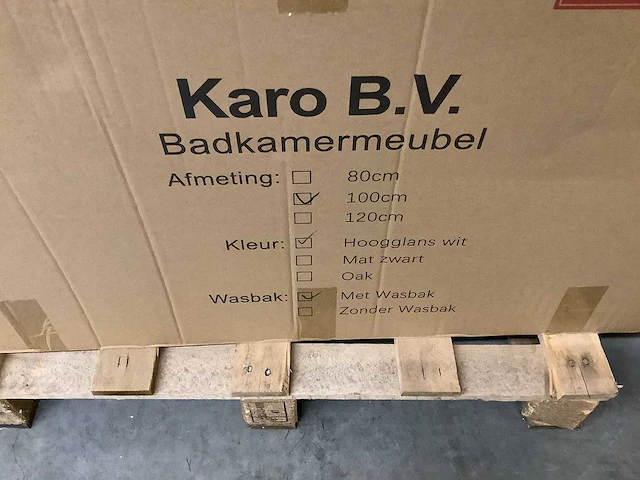 Karo B.V.
Badkamermeubel
Afmeting: 80cm
100cm
120cm
Kleur: Hoogglans wit
Mat zwart
Oak
Wasbak: Met Wasbak
Zonder Wasbak